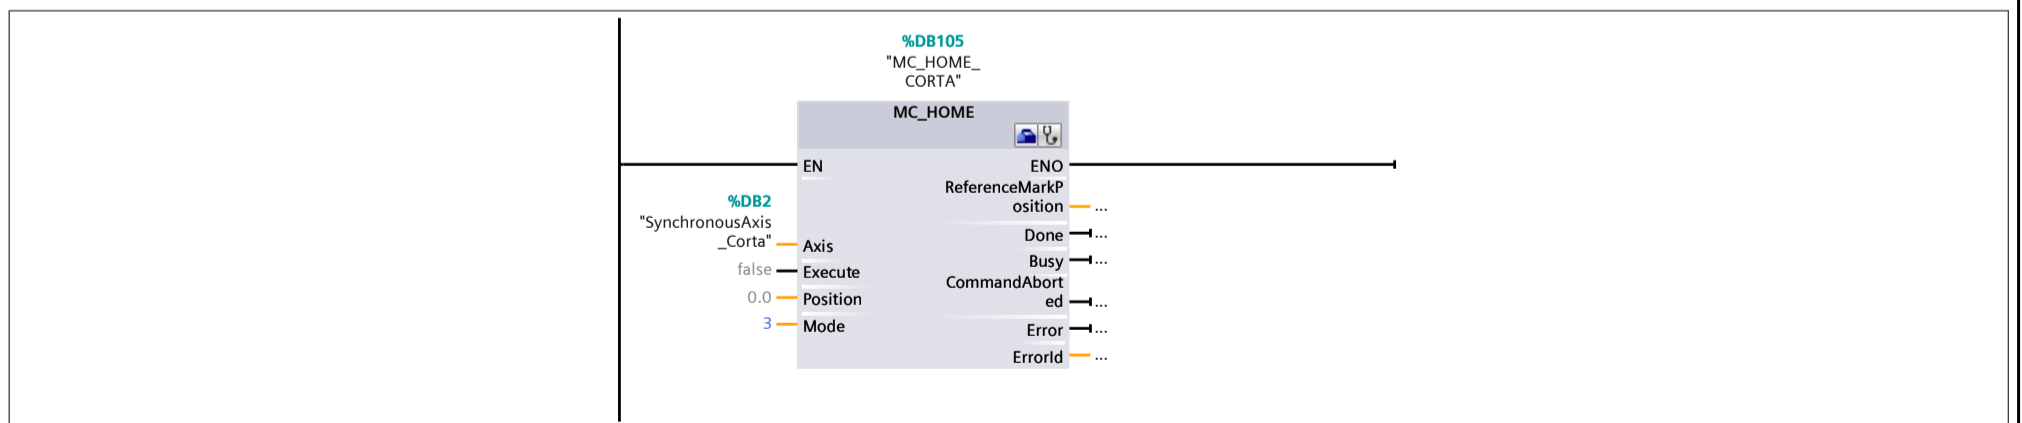 %DB105
"MC_HOME_
CORTA"
MC_HOME
EN
ENO
ReferenceMarkP
osition
...
%DB2
"SynchronousAxis
_Corta"
Axis
Done
...
false
Execute
Busy
...
0.0
Position
CommandAbort
ed
...
3
Mode
Error
...
ErrorId
...